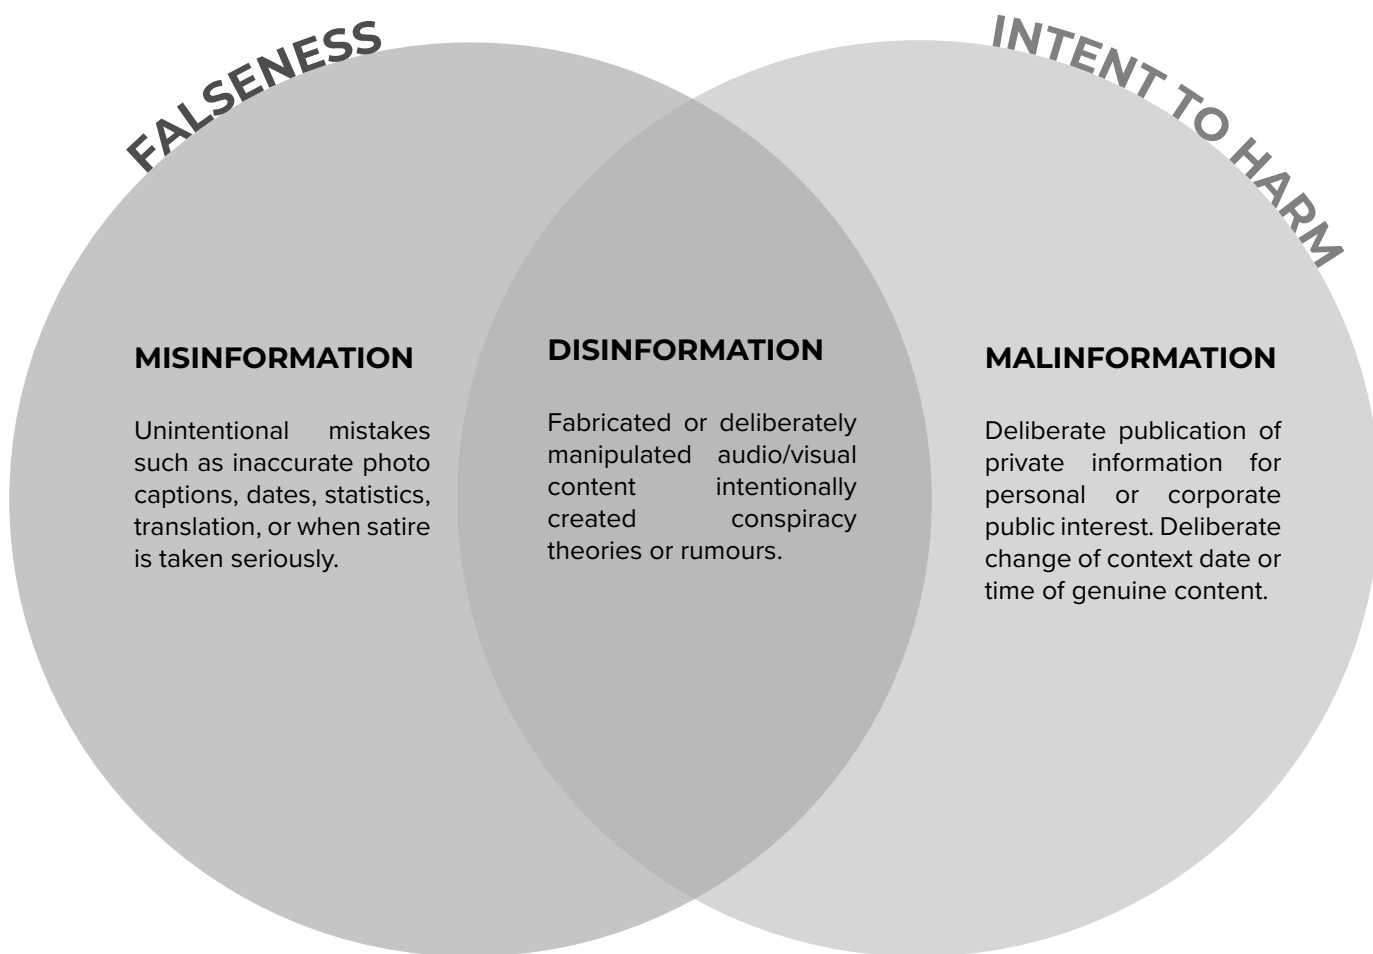 FALSENESS
INTENT TO HARM
MISINFORMATION
Unintentional mistakes
such as inaccurate photo
captions, dates, statistics,
translation, or when satire
is taken seriously.
DISINFORMATION
Fabricated or deliberately
manipulated audio/visual
content intentionally
created conspiracy
theories or rumours.
MALINFORMATION
Deliberate publication of
private information for
personal or corporate
public interest. Deliberate
change of context date or
time of genuine content.